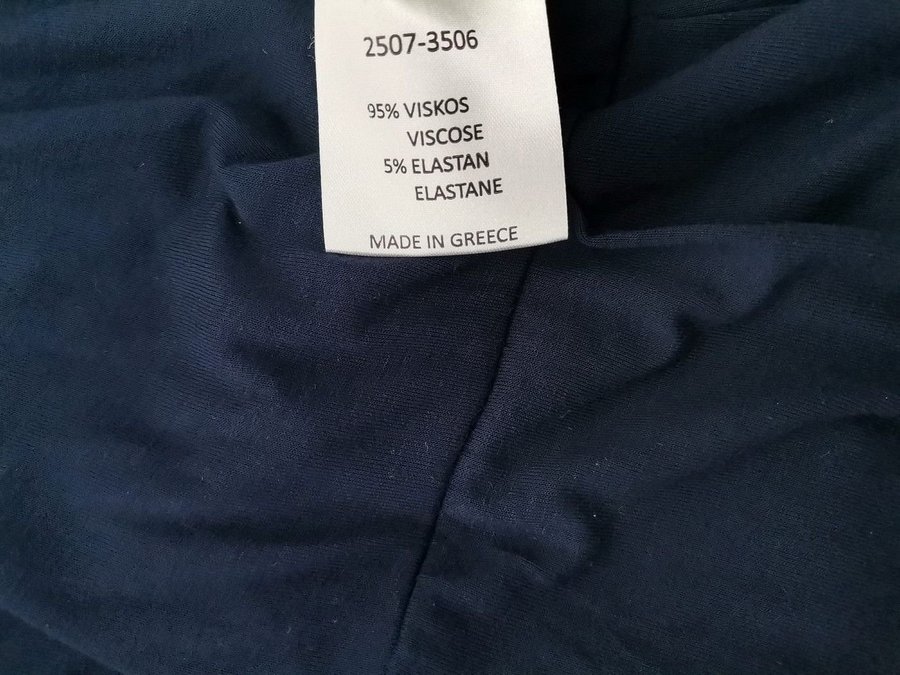 2507-3506
95% VISKOS
VISCOSE
5% ELASTAN
ELASTANE
MADE IN GREECE